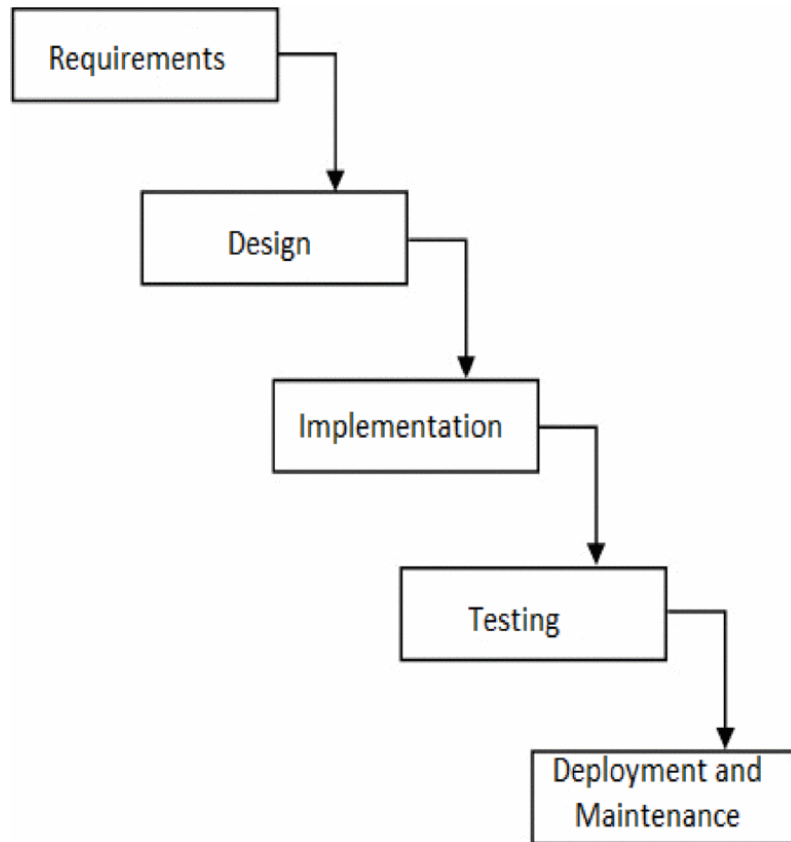 Requirements
Design
Implementation
Testing
Deployment and
Maintenance